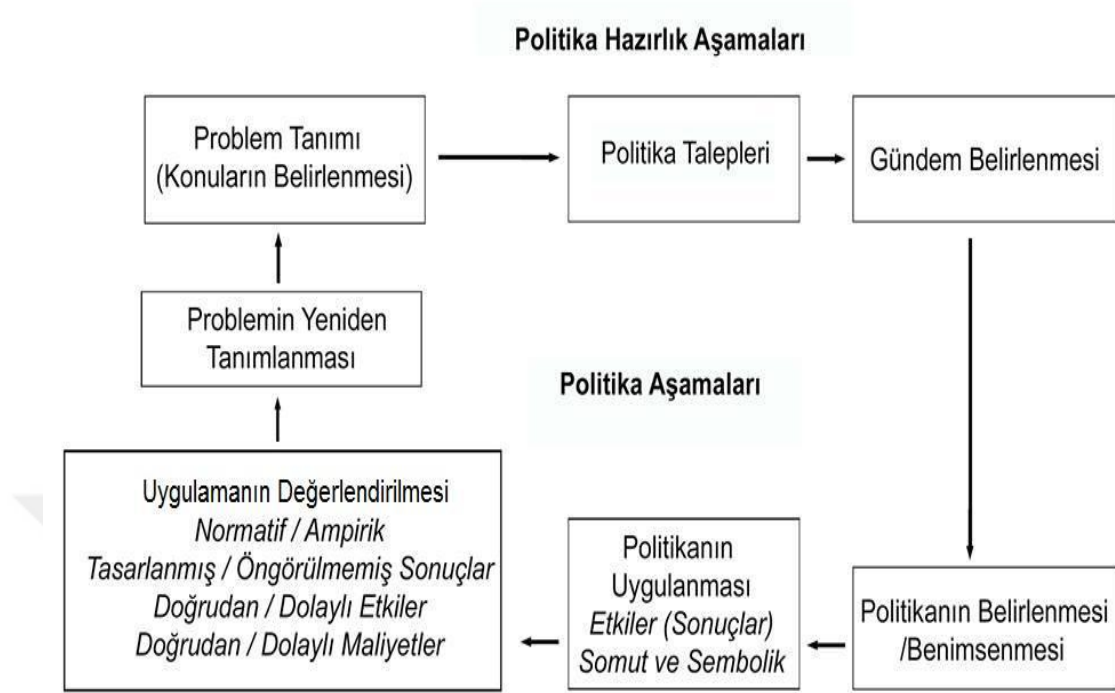 Politika Hazırlık Aşamaları
Problem Tanımı
(Konuların Belirlenmesi)
Politika Talepleri
Gündem Belirlenmesi
Problemin Yeniden
Tanımlanması
Politika Aşamaları
Uygulamanın Değerlendirilmesi
Normatif / Ampirik
Tasarlanmış / Öngörülmemiş Sonuçlar
Doğrudan / Dolaylı Etkiler
Doğrudan / Dolaylı Maliyetler
Politikanın
Uygulanması
Etkiler (Sonuçlar)
Somut ve Sembolik
Politikanın Belirlenmesi
/Benimsenmesi